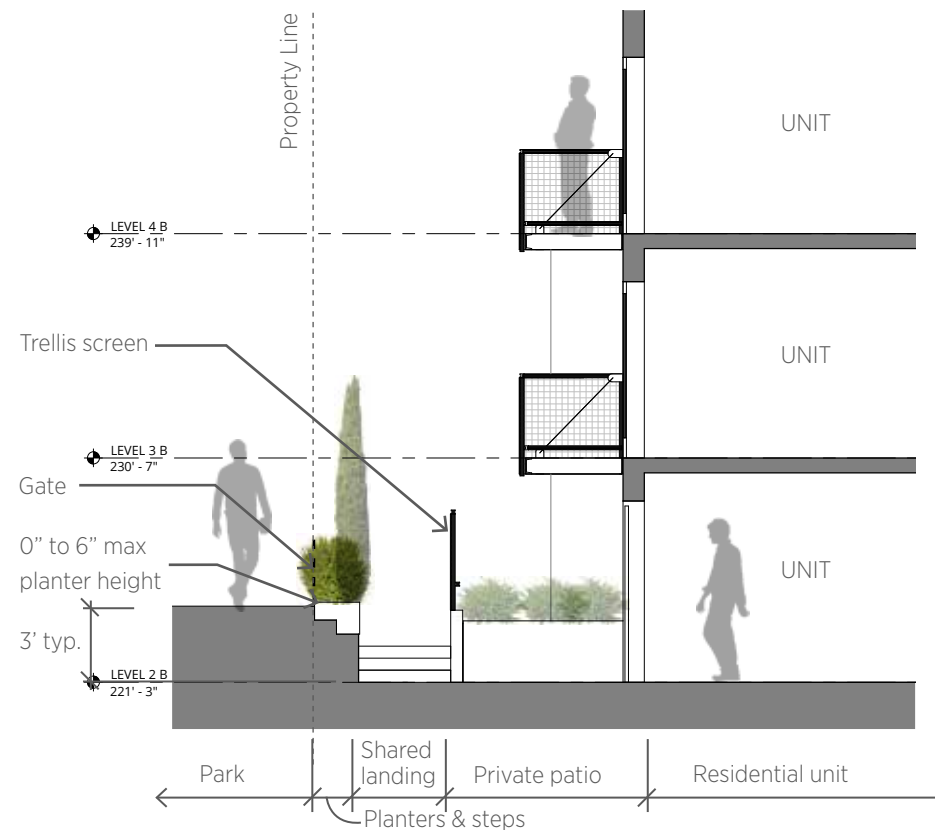 Property Line
UNIT
LEVEL 4 B
239' - 11"
Trellis screen
UNIT
LEVEL 3 B
230' - 7"
Gate
0” to 6” max
planter height
UNIT
3’ typ.
LEVEL 2 B
221' - 3"
Park
Shared
landing
Private patio
Residential unit
Planters & steps